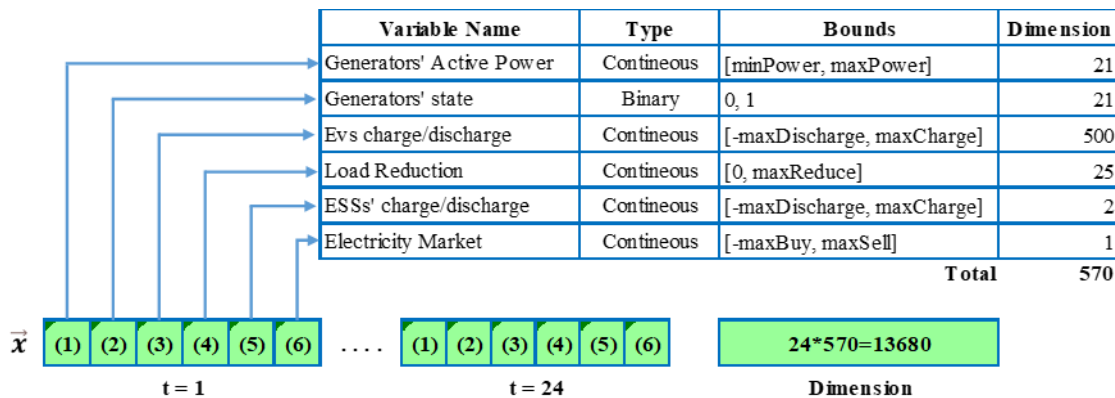 Variable Name Type Bounds Dimension
Generators' Active Power Contineous [minPower, maxPower] 21
Generators' state Binary 0, 1 21
Evs charge/discharge Contineous [-maxDischarge, maxCharge] 500
Load Reduction Contineous [0, maxReduce] 25
ESSs' charge/discharge Contineous [-maxDischarge, maxCharge] 2
Electricity Market Contineous [-maxBuy, maxSell] 1
Total 570
x⃗ (1) (2) (3) (4) (5) (6) .... (1) (2) (3) (4) (5) (6) 24*570=13680
t = 1 t = 24 Dimension